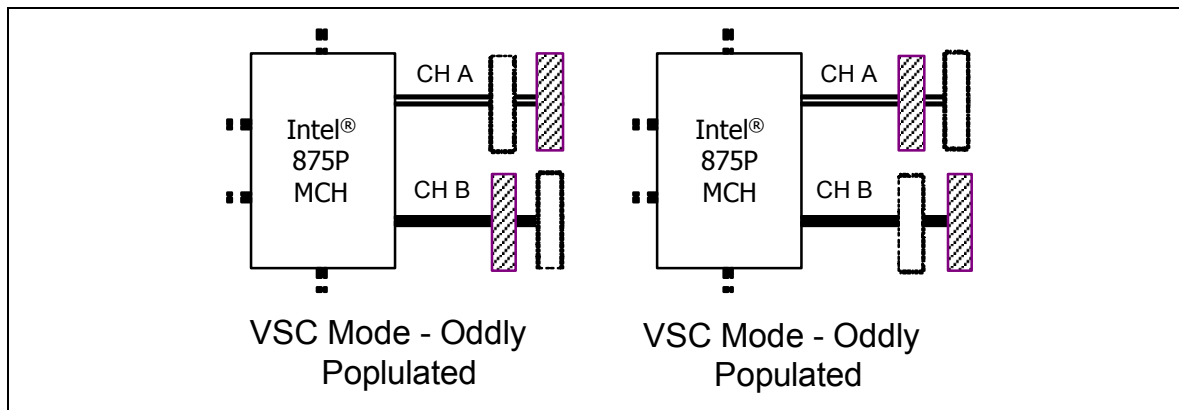 CH A
Intel®
875P
MCH
CH B
VSC Mode - Oddly
Poplulated
CH A
Intel®
875P
MCH
CH B
VSC Mode - Oddly
Populated